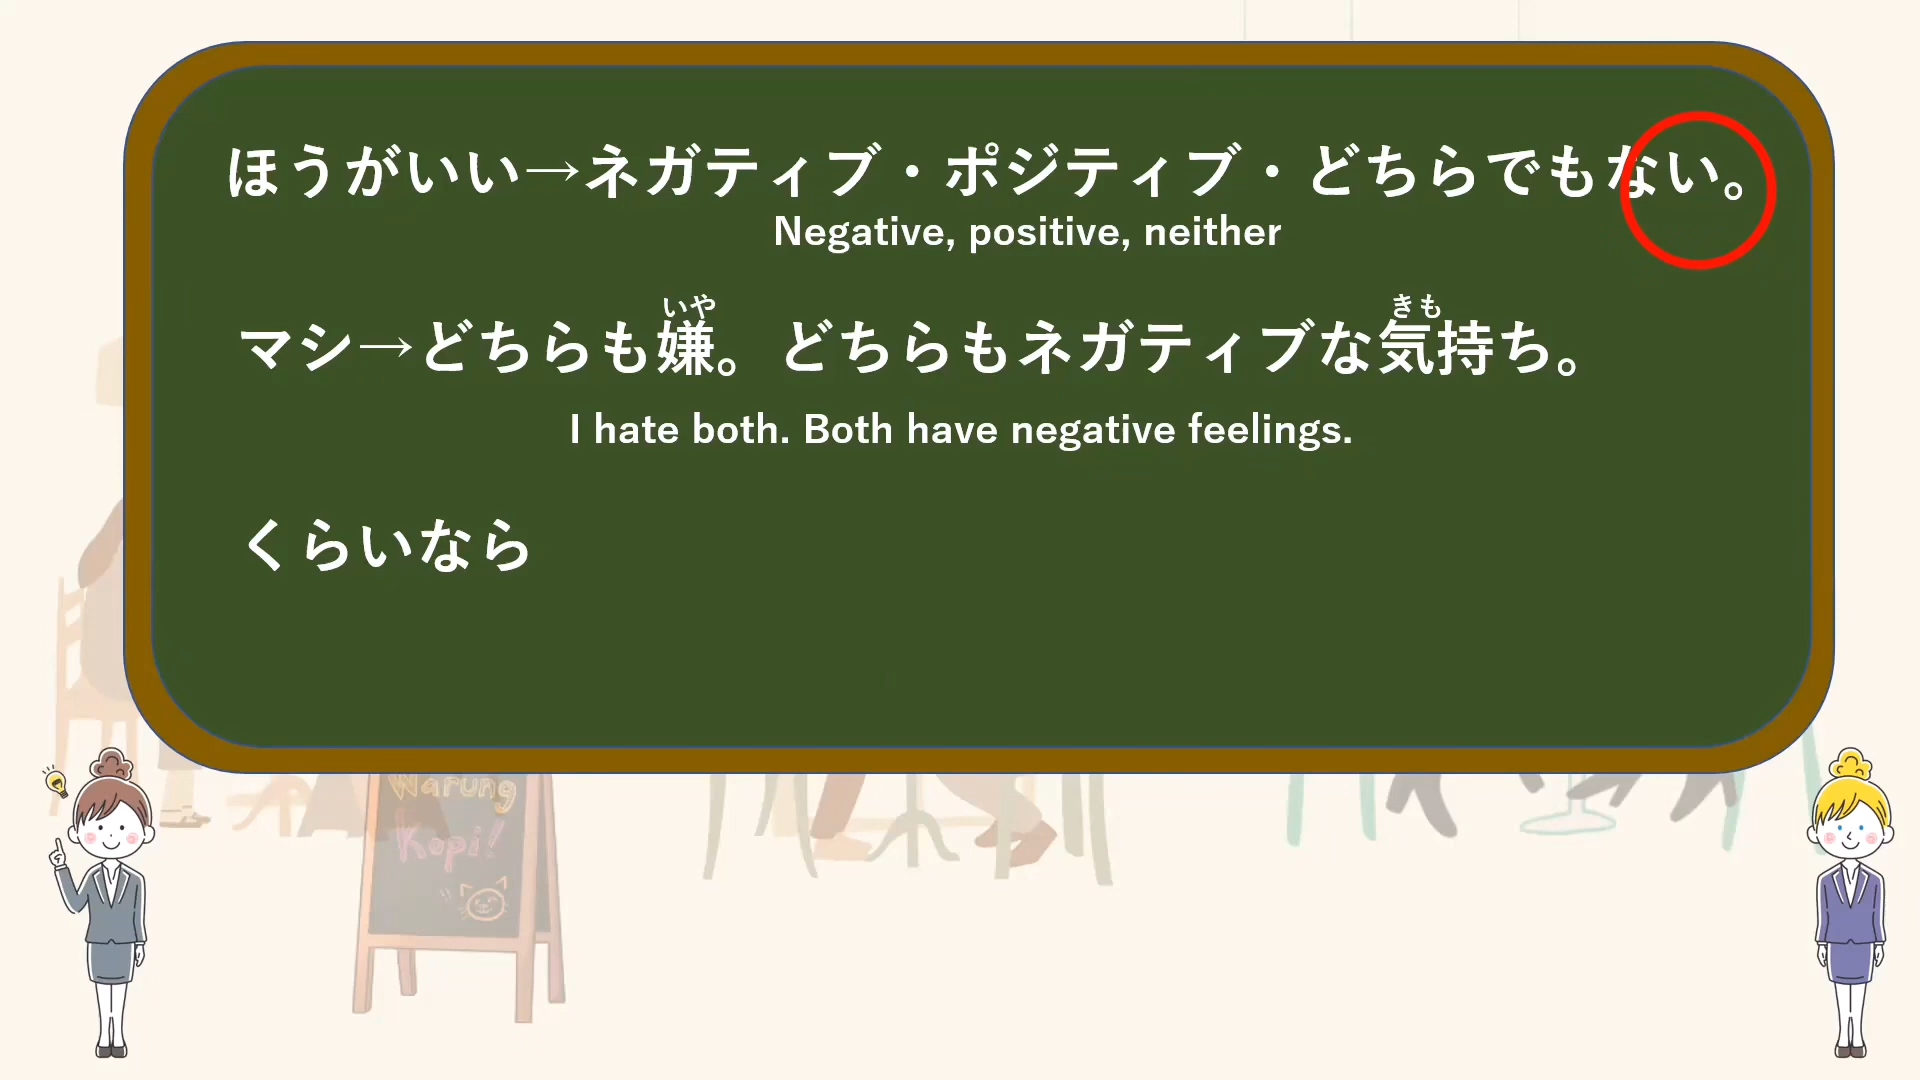 ほうがいい→ネガティブ・ポジティブ・どちらでもない。
Negative, positive, neither
いや きも
マシ→どちらも嫌。どちらもネガティブな気持ち。
I hate both. Both have negative feelings.
くらいなら
Warung
Kopi!